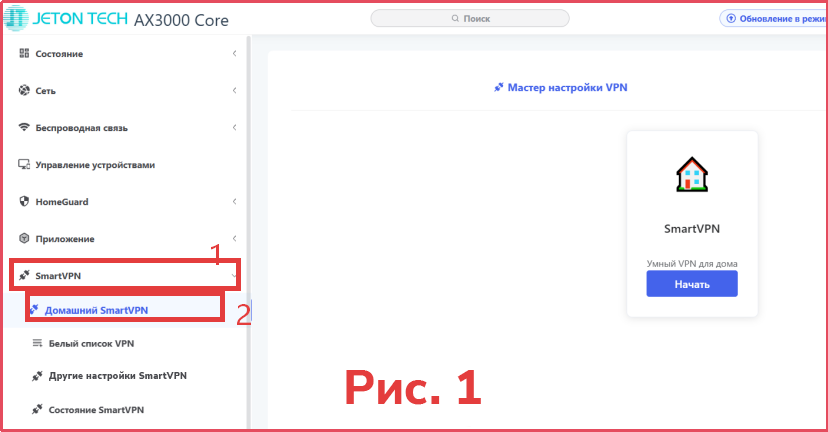 JT JETON TECH AX3000 Core
Поиск
Обновление в режи
Состояние
Сеть
Беспроводная связь
Управление устройствами
HomeGuard
Приложение
1
SmartVPN
Домашний SmartVPN
2
Белый список VPN
Другие настройки SmartVPN
Состояние SmartVPN
Мастер настройки VPN
SmartVPN
Умный VPN для дома
Начать
Рис. 1